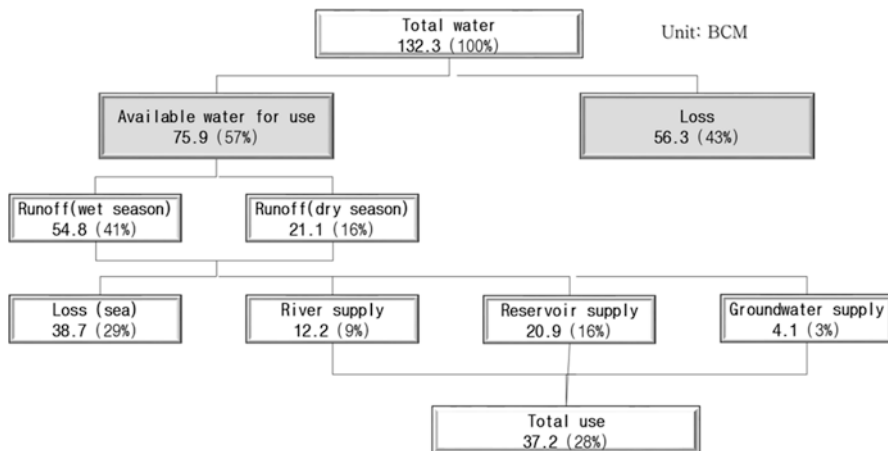 Total water
132.3 (100%)
Unit: BCM
Available water for use
75.9 (57%)
Loss
56.3 (43%)
Runoff(wet season)
54.8 (41%)
Runoff(dry season)
21.1 (16%)
Loss (sea)
38.7 (29%)
River supply
12.2 (9%)
Reservoir supply
20.9 (16%)
Groundwater supply
4.1 (3%)
Total use
37.2 (28%)